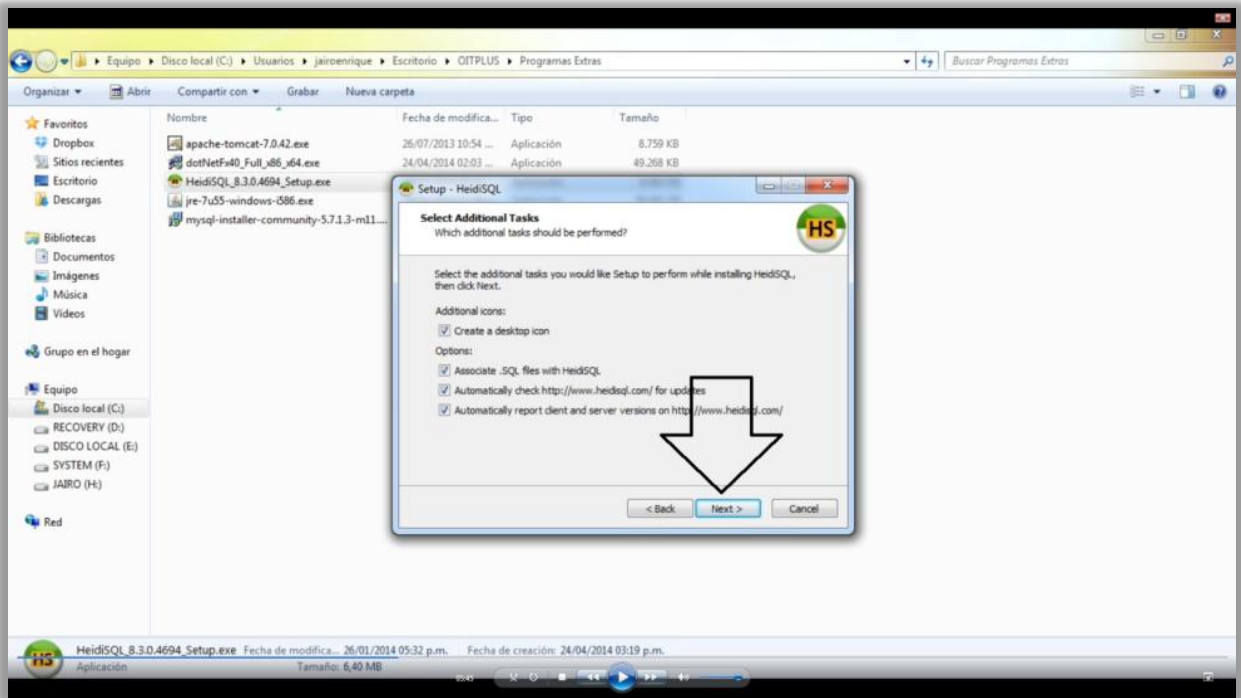 Equipo ▸ Disco local (C:) ▸ Usuarios ▸ jairoenrique ▸ Escritorio ▸ OITPLUS ▸ Programas Extras
Buscar Programas Extras
Organizar Abrir Compartir con Grabar Nueva carpeta
Nombre Fecha de modifica... Tipo Tamaño
Favoritos
Dropbox
Sitios recientes
Escritorio
Descargas
Bibliotecas
Documentos
Imágenes
Música
Vídeos
Grupo en el hogar
Equipo
Disco local (C:)
RECOVERY (D:)
DISCO LOCAL (E:)
SYSTEM (F:)
JAIRO (H:)
Red
apache-tomcat-7.0.42.exe 26/07/2013 10:54 ... Aplicación 8.759 KB
dotNetFx40_Full_x86_x64.exe 24/04/2014 02:03 ... Aplicación 49.268 KB
HeidiSQL_8.3.0.4694_Setup.exe
jre-7u55-windows-i586.exe
mysql-installer-community-5.7.1.3-m11....
Setup - HeidiSQL
Select Additional Tasks
Which additional tasks should be performed?
HS
Select the additional tasks you would like Setup to perform while installing HeidiSQL,
then click Next.
Additional icons:
Create a desktop icon
Options:
Associate .SQL files with HeidiSQL
Automatically check http://www.heidisql.com/ for updates
Automatically report client and server versions on http://www.heidisql.com/
< Back Next > Cancel
HeidiSQL_8.3.0.4694_Setup.exe Fecha de modifica... 26/01/2014 05:32 p.m. Fecha de creación: 24/04/2014 03:19 p.m.
Aplicación Tamaño: 6,40 MB
HS
05:45